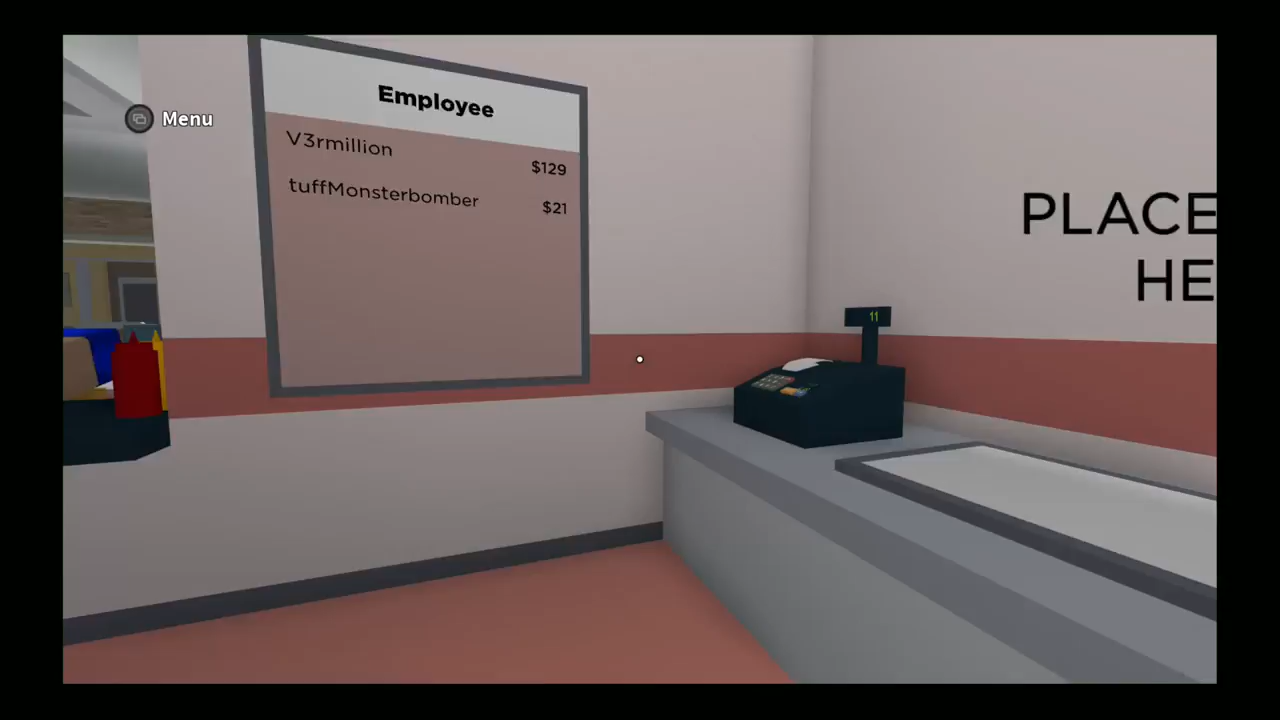 Menu
Employee
V3rmillion $129
tuffMonsterbomber $21
11
PLACE
HE